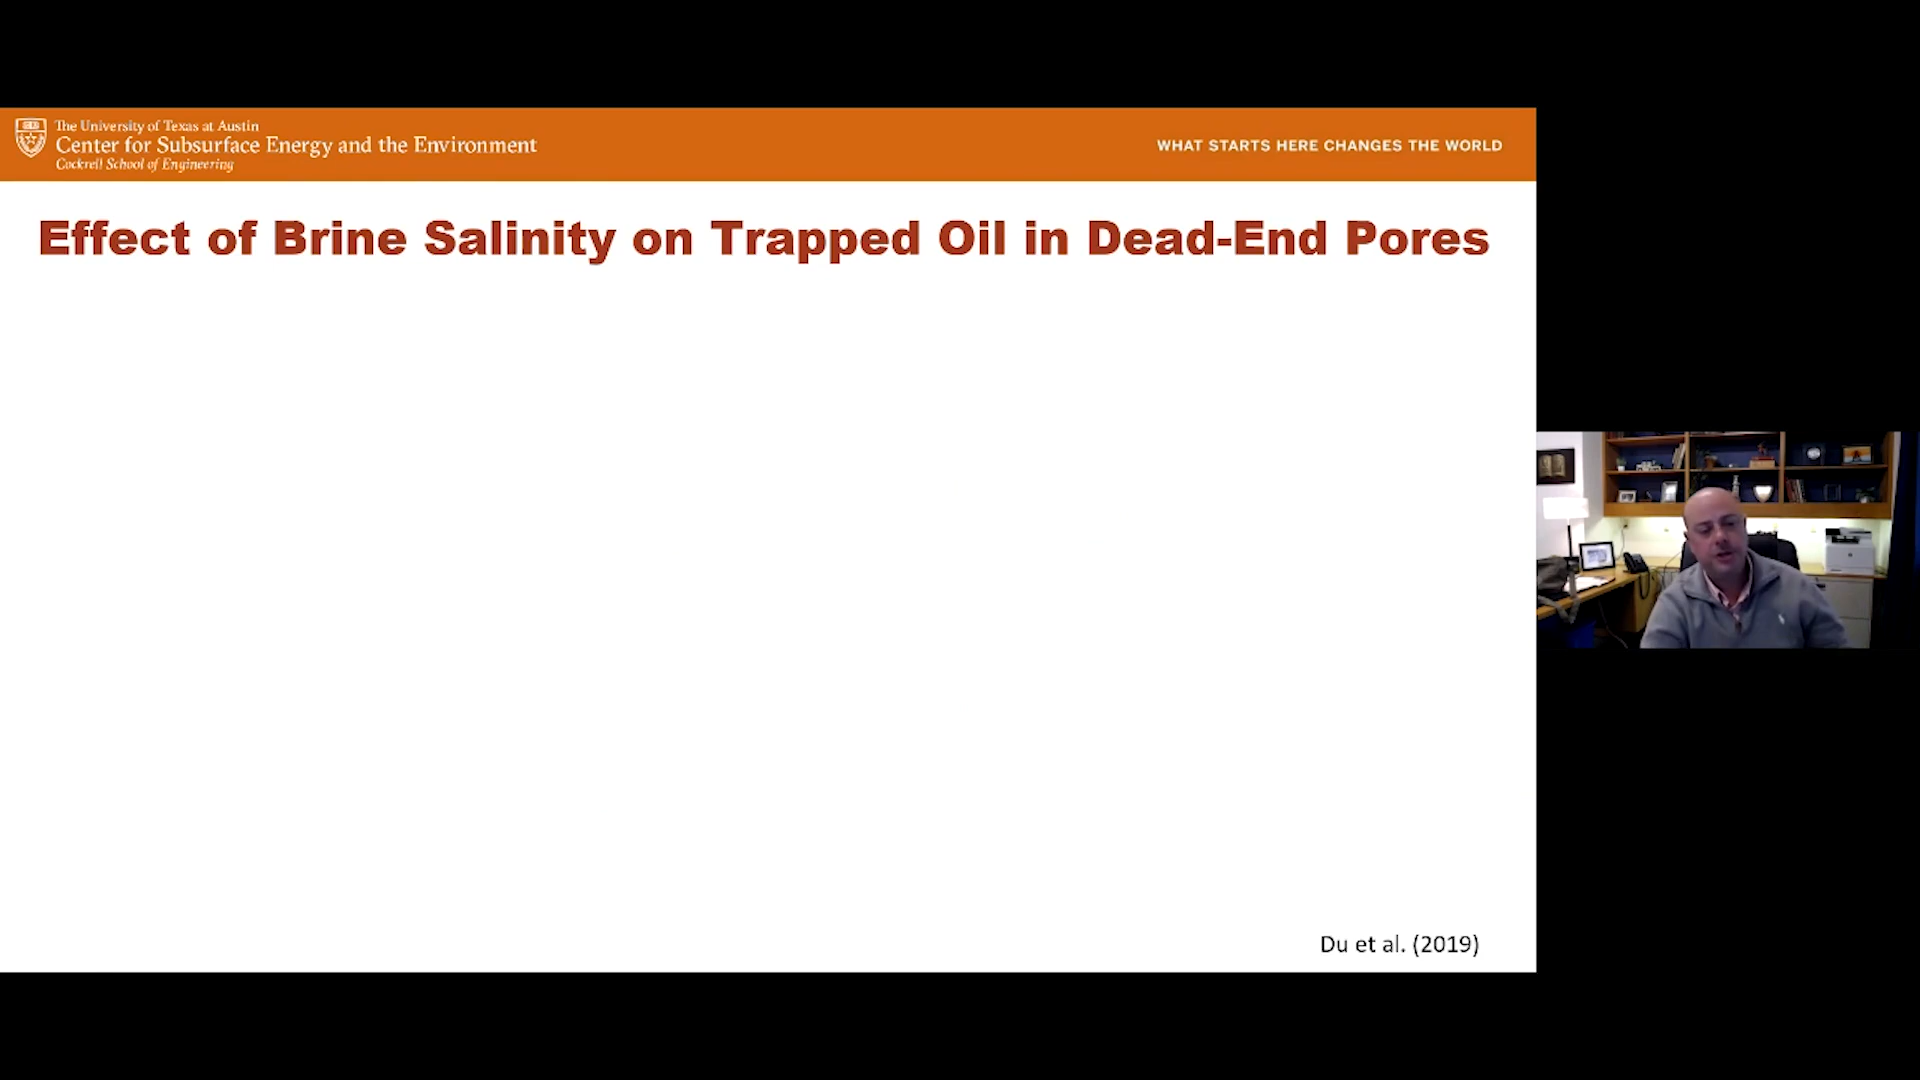 The University of Texas at Austin
Center for Subsurface Energy and the Environment
Cockrell School of Engineering
WHAT STARTS HERE CHANGES THE WORLD
Effect of Brine Salinity on Trapped Oil in Dead-End Pores
Du et al. (2019)